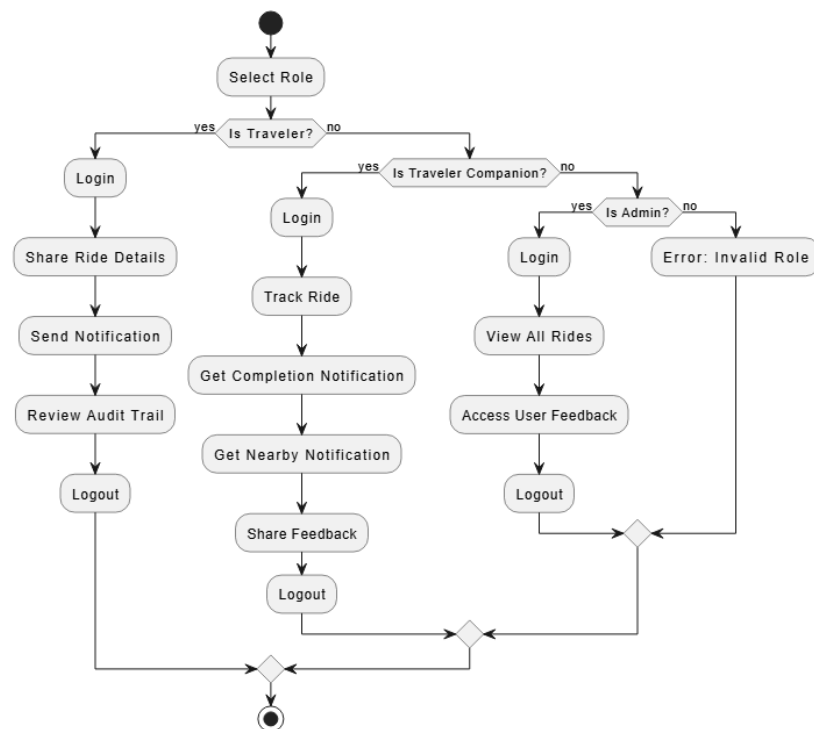 Select Role
yes
Is Traveler?
no
Login
Share Ride Details
Send Notification
Review Audit Trail
Logout
yes
Is Traveler Companion?
no
Login
Track Ride
Get Completion Notification
Get Nearby Notification
Share Feedback
Logout
yes
Is Admin?
no
Login
View All Rides
Access User Feedback
Logout
Error: Invalid Role